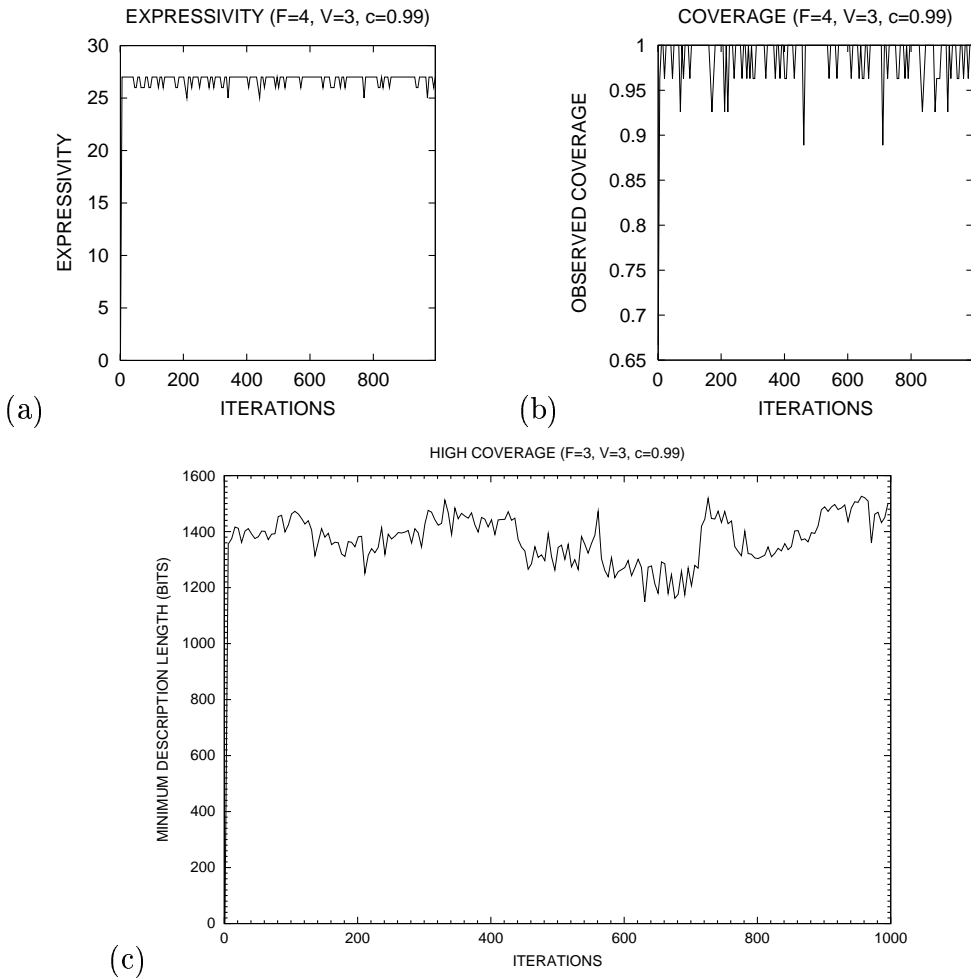 EXPRESSIVITY (F=4, V=3, c=0.99)
30
25
20
15
10
5
0
EXPRESSIVITY
0 200 400 600 800
ITERATIONS
(a)
COVERAGE (F=4, V=3, c=0.99)
1
0.95
0.9
0.85
0.8
0.75
0.7
0.65
OBSERVED COVERAGE
0 200 400 600 800
ITERATIONS
(b)
HIGH COVERAGE (F=3, V=3, c=0.99)
1600
1400
1200
1000
800
600
400
200
0
MINIMUM DESCRIPTION LENGTH (BITS)
0 200 400 600 800 1000
ITERATIONS
(c)